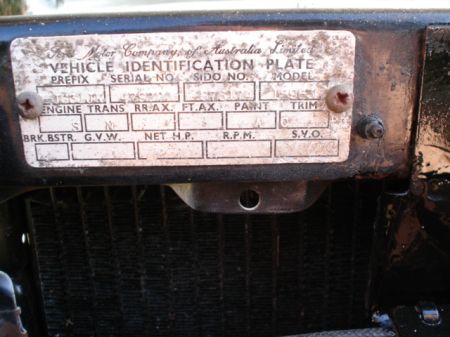 Ford Motor Company of Australia Limited
VEHICLE IDENTIFICATION PLATE
PREFIX SERIAL NO. SIDO NO. MODEL
ENGINE TRANS. RR.AX. FT.AX. PAINT TRIM
BRK.BSTR. G.V.W. NET H.P. R.P.M. S.V.O.